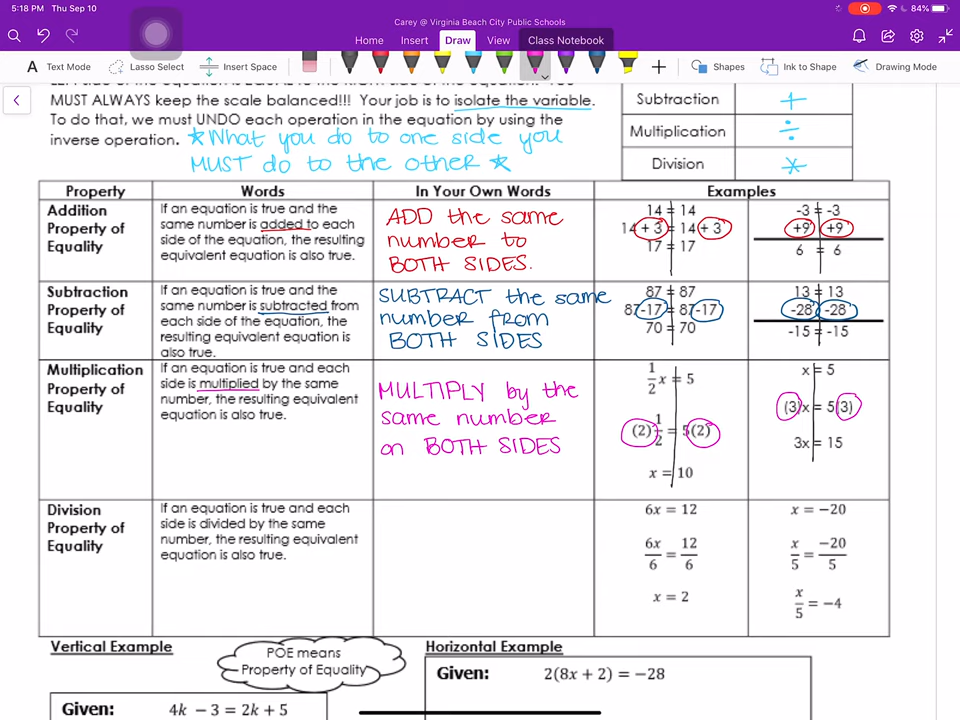 5:18 PM Thu Sep 10
84%
Carey @ Virginia Beach City Public Schools
Home Insert Draw View Class Notebook
A Text Mode Lasso Select Insert Space Shapes Ink to Shape Drawing Mode
MUST ALWAYS keep the scale balanced!!! Your job is to isolate the variable.
To do that, we must UNDO each operation in the equation by using the
inverse operation.
*What you do to one side you
MUST do to the other*
Subtraction +
Multiplication ÷
Division *
Property Words In Your Own Words Examples
Addition
Property of
Equality
If an equation is true and the
same number is added to each
side of the equation, the resulting
equivalent equation is also true.
ADD the same
number to
BOTH SIDES.
14 = 14
14 + 3 = 14 + 3
17 = 17
-3 = -3
+9 +9
6 = 6
Subtraction
Property of
Equality
If an equation is true and the
same number is subtracted from
each side of the equation, the
resulting equivalent equation is
also true.
SUBTRACT the same
number from
BOTH SIDES
87 = 87
87-17 = 87-17
70 = 70
13 = 13
-28 -28
-15 = -15
Multiplication
Property of
Equality
If an equation is true and each
side is multiplied by the same
number, the resulting equivalent
equation is also true.
MULTIPLY by the
same number
on BOTH SIDES
1/2 x = 5
(2) 1/2 = 5(2)
x = 10
x = 5
(3)x = 5(3)
3x = 15
Division
Property of
Equality
If an equation is true and each
side is divided by the same
number, the resulting equivalent
equation is also true.
6x = 12
6x/6 = 12/6
x = 2
x = −20
x/5 = −20/5
x/5 = −4
Vertical Example
POE means
Property of Equality
Horizontal Example
Given: 2(8x + 2) = −28
Given: 4k − 3 = 2k + 5